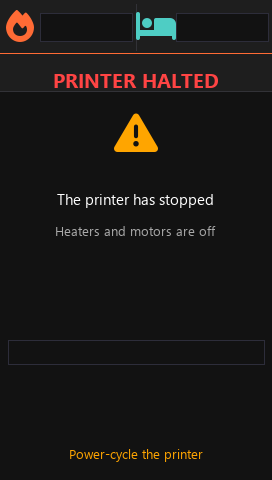 PRINTER HALTED
The printer has stopped
Heaters and motors are off
Power-cycle the printer